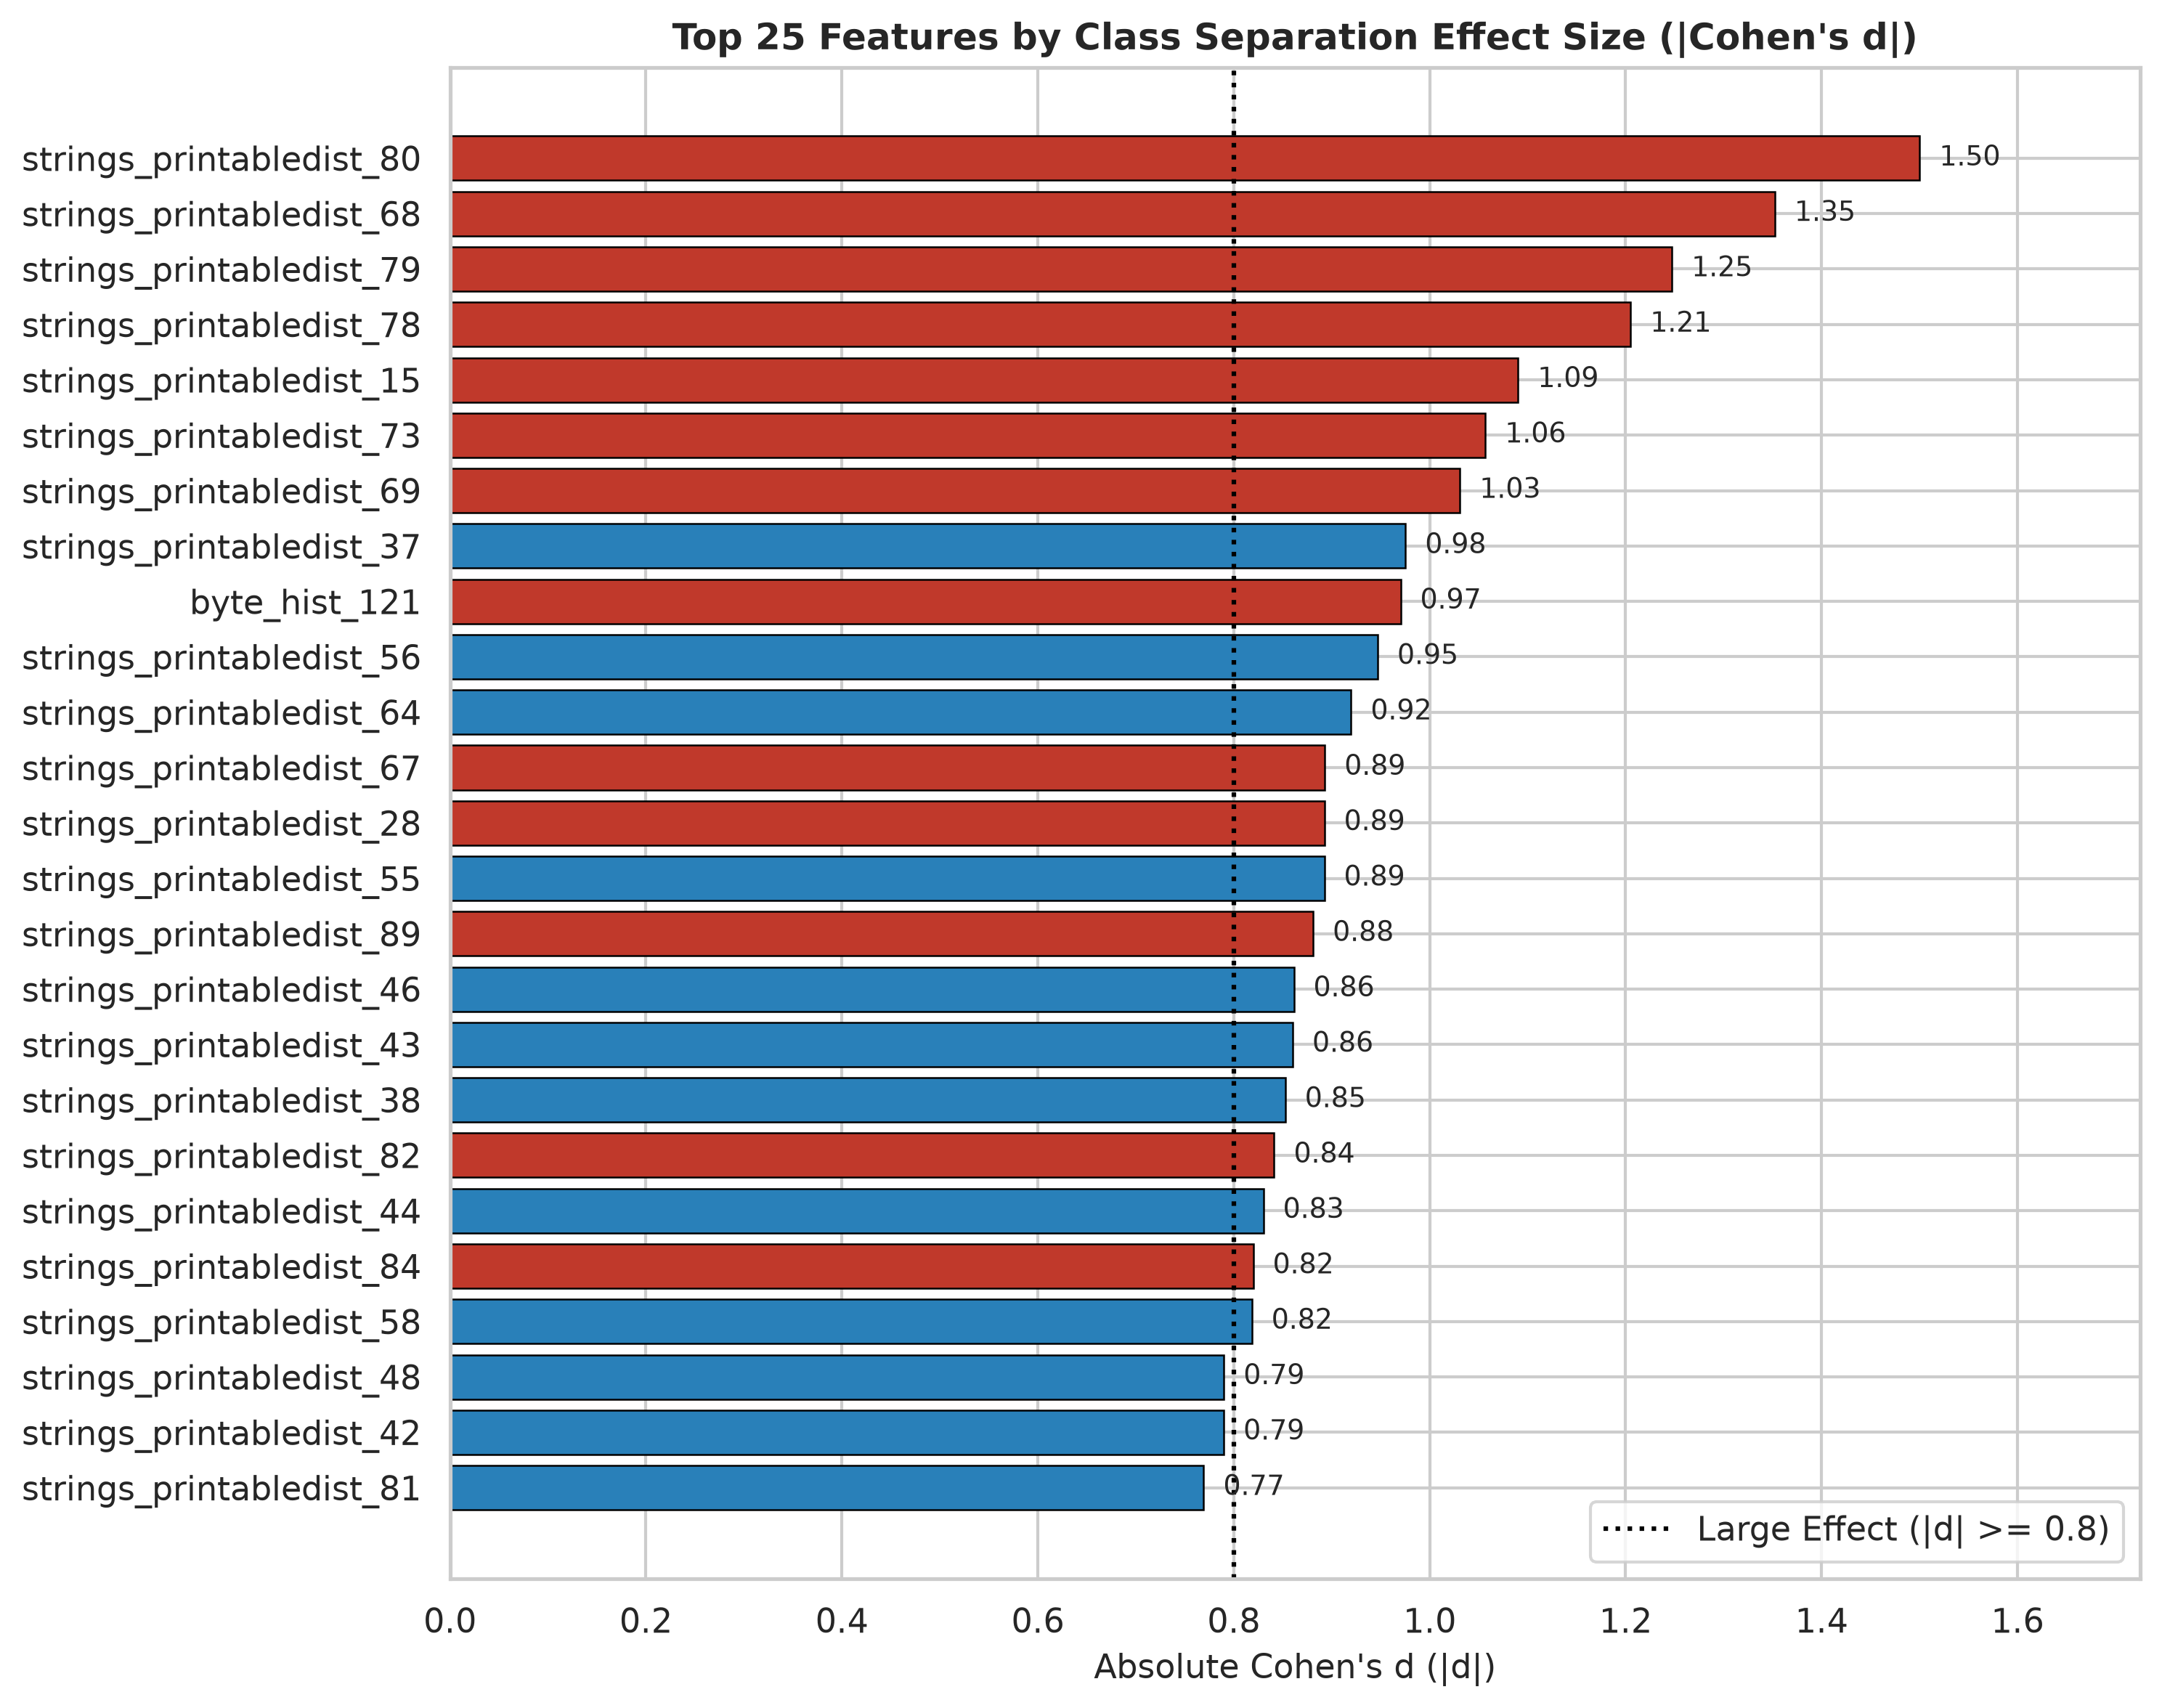 Top 25 Features by Class Separation Effect Size (|Cohen's d|)
strings_printabledist_80 1.50
strings_printabledist_68 1.35
strings_printabledist_79 1.25
strings_printabledist_78 1.21
strings_printabledist_15 1.09
strings_printabledist_73 1.06
strings_printabledist_69 1.03
strings_printabledist_37 0.98
byte_hist_121 0.97
strings_printabledist_56 0.95
strings_printabledist_64 0.92
strings_printabledist_67 0.89
strings_printabledist_28 0.89
strings_printabledist_55 0.89
strings_printabledist_89 0.88
strings_printabledist_46 0.86
strings_printabledist_43 0.86
strings_printabledist_38 0.85
strings_printabledist_82 0.84
strings_printabledist_44 0.83
strings_printabledist_84 0.82
strings_printabledist_58 0.82
strings_printabledist_48 0.79
strings_printabledist_42 0.79
strings_printabledist_81 0.77
Large Effect (|d| >= 0.8)
0.0 0.2 0.4 0.6 0.8 1.0 1.2 1.4 1.6
Absolute Cohen's d (|d|)